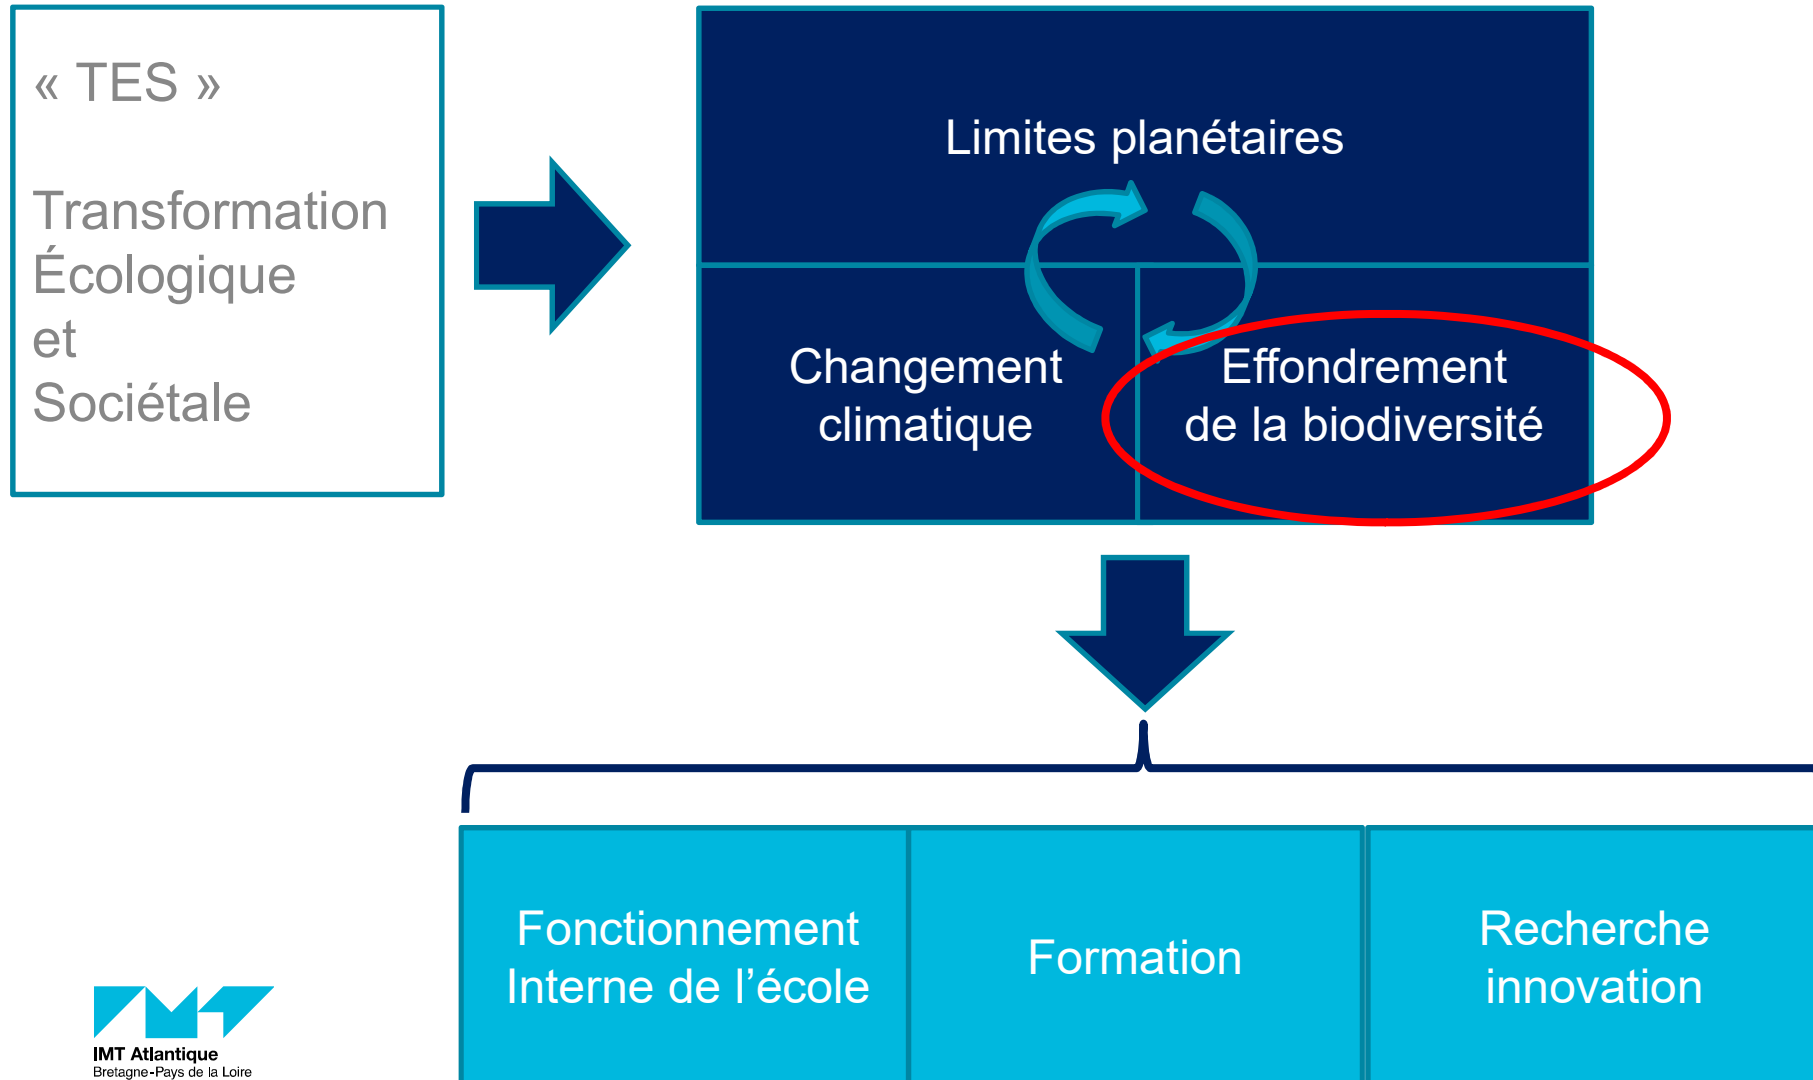 « TES »
Transformation
Écologique
et
Sociétale
Limites planétaires
Changement
climatique
Effondrement
de la biodiversité
Fonctionnement
Interne de l’école
Formation
Recherche
innovation
IMT Atlantique
Bretagne-Pays de la Loire